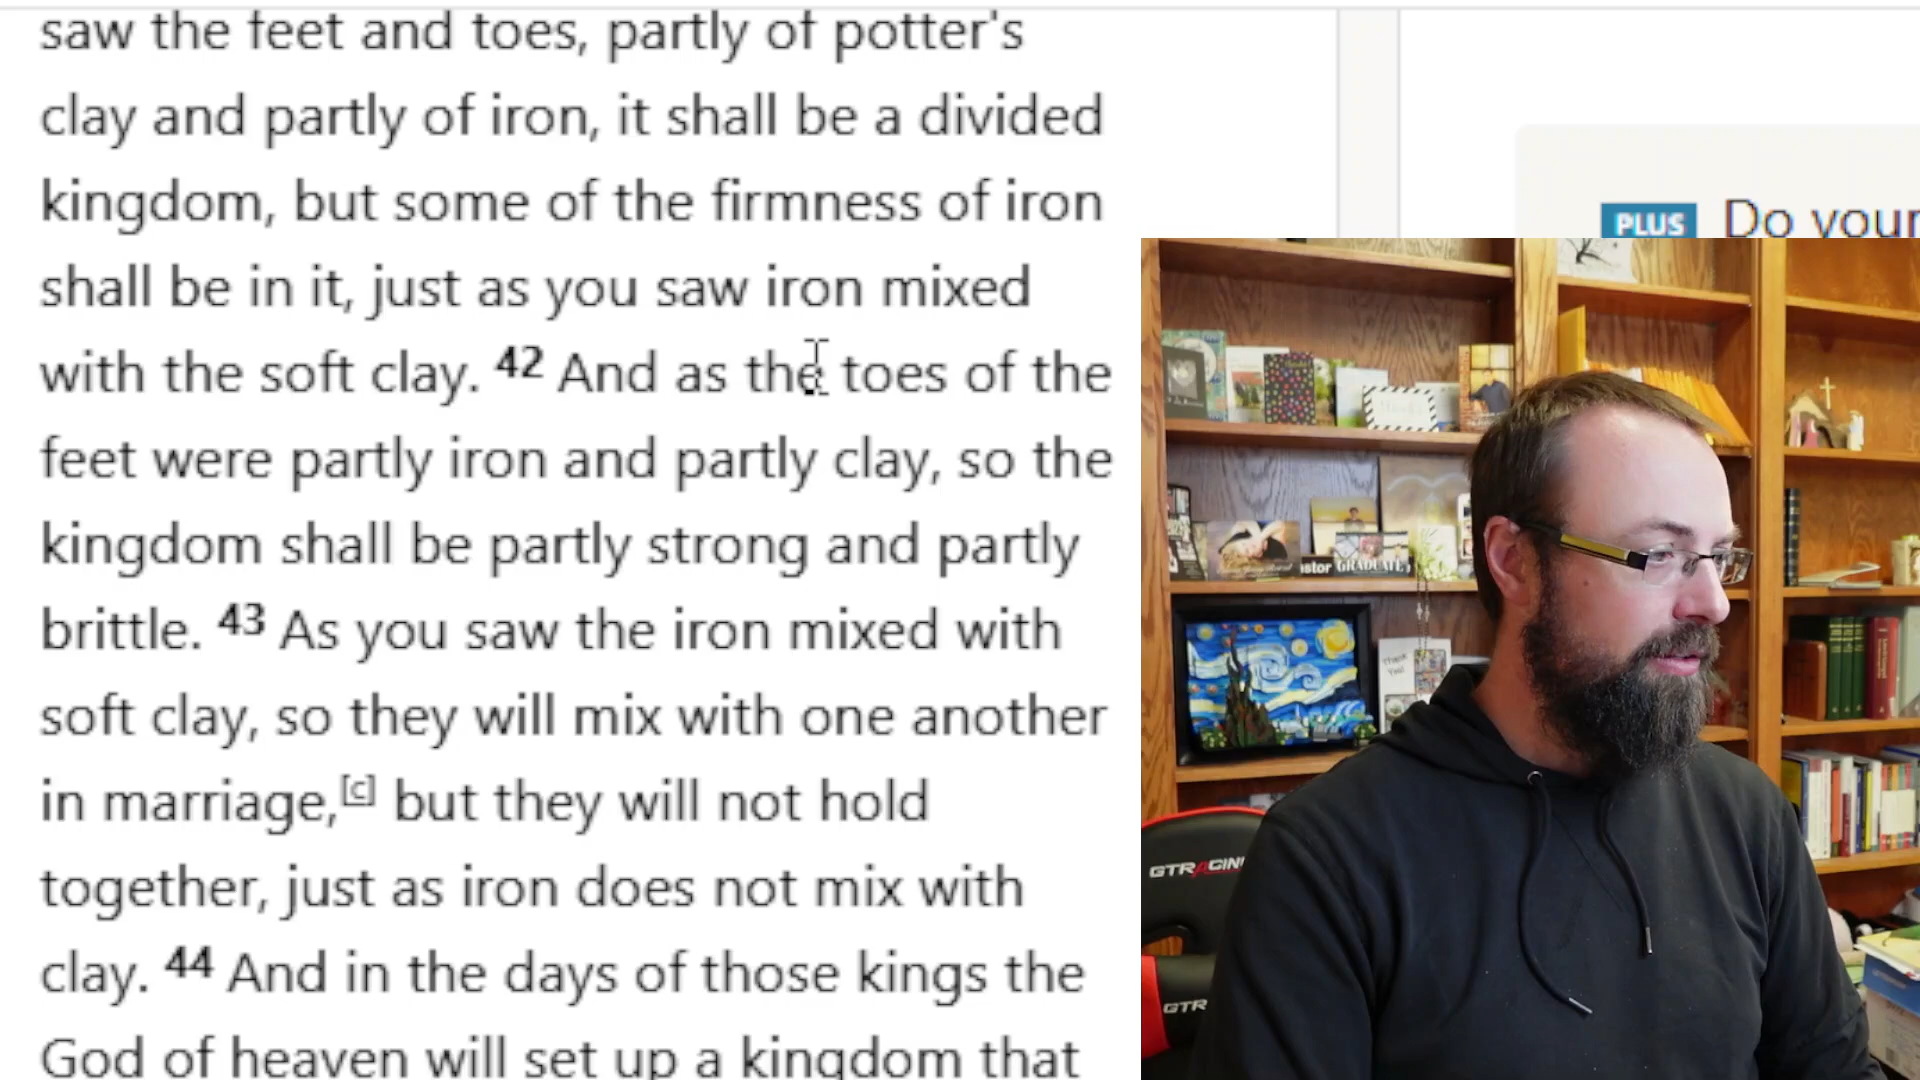 saw the feet and toes, partly of potter's
clay and partly of iron, it shall be a divided
kingdom, but some of the firmness of iron
shall be in it, just as you saw iron mixed
with the soft clay. 42 And as the toes of the
feet were partly iron and partly clay, so the
kingdom shall be partly strong and partly
brittle. 43 As you saw the iron mixed with
soft clay, so they will mix with one another
in marriage,[c] but they will not hold
together, just as iron does not mix with
clay. 44 And in the days of those kings the
God of heaven will set up a kingdom that
PLUS Do your
GRADUATE
GTRACIN
GTR